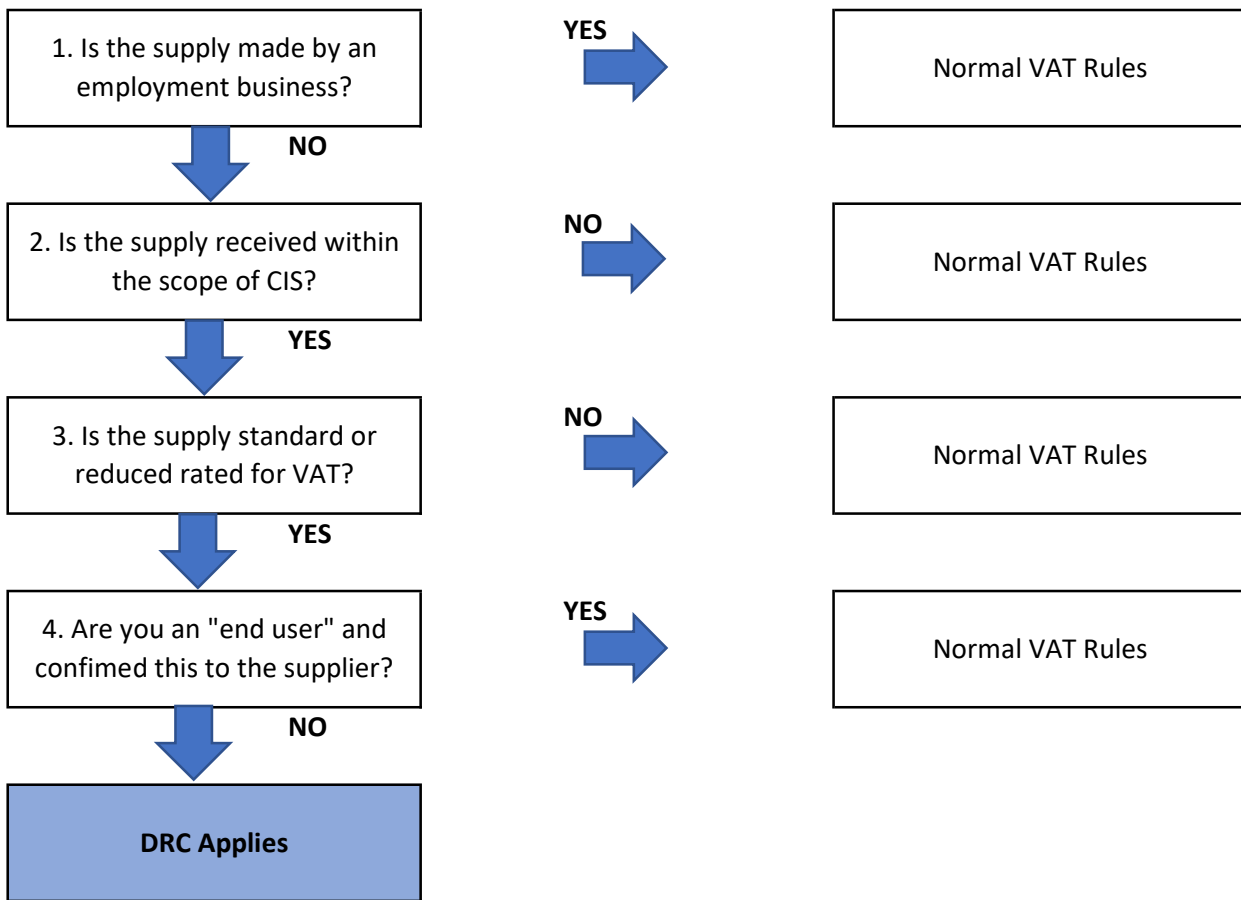 1. Is the supply made by an
employment business?
YES
Normal VAT Rules
NO
2. Is the supply received within
the scope of CIS?
NO
Normal VAT Rules
YES
3. Is the supply standard or
reduced rated for VAT?
NO
Normal VAT Rules
YES
4. Are you an "end user" and
confimed this to the supplier?
YES
Normal VAT Rules
NO
DRC Applies